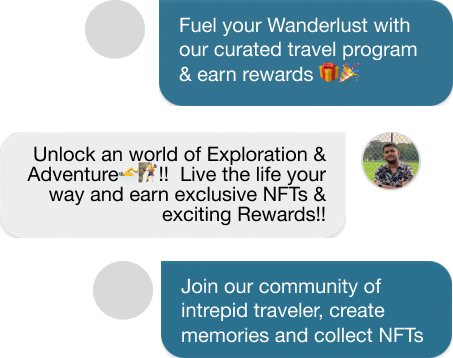 Fuel your Wanderlust with
our curated travel program
& earn rewards 🎁🎉
Unlock an world of Exploration &
Adventure🏊🧗!!  Live the life your
way and earn exclusive NFTs &
exciting Rewards!!
Join our community of
intrepid traveler, create
memories and collect NFTs